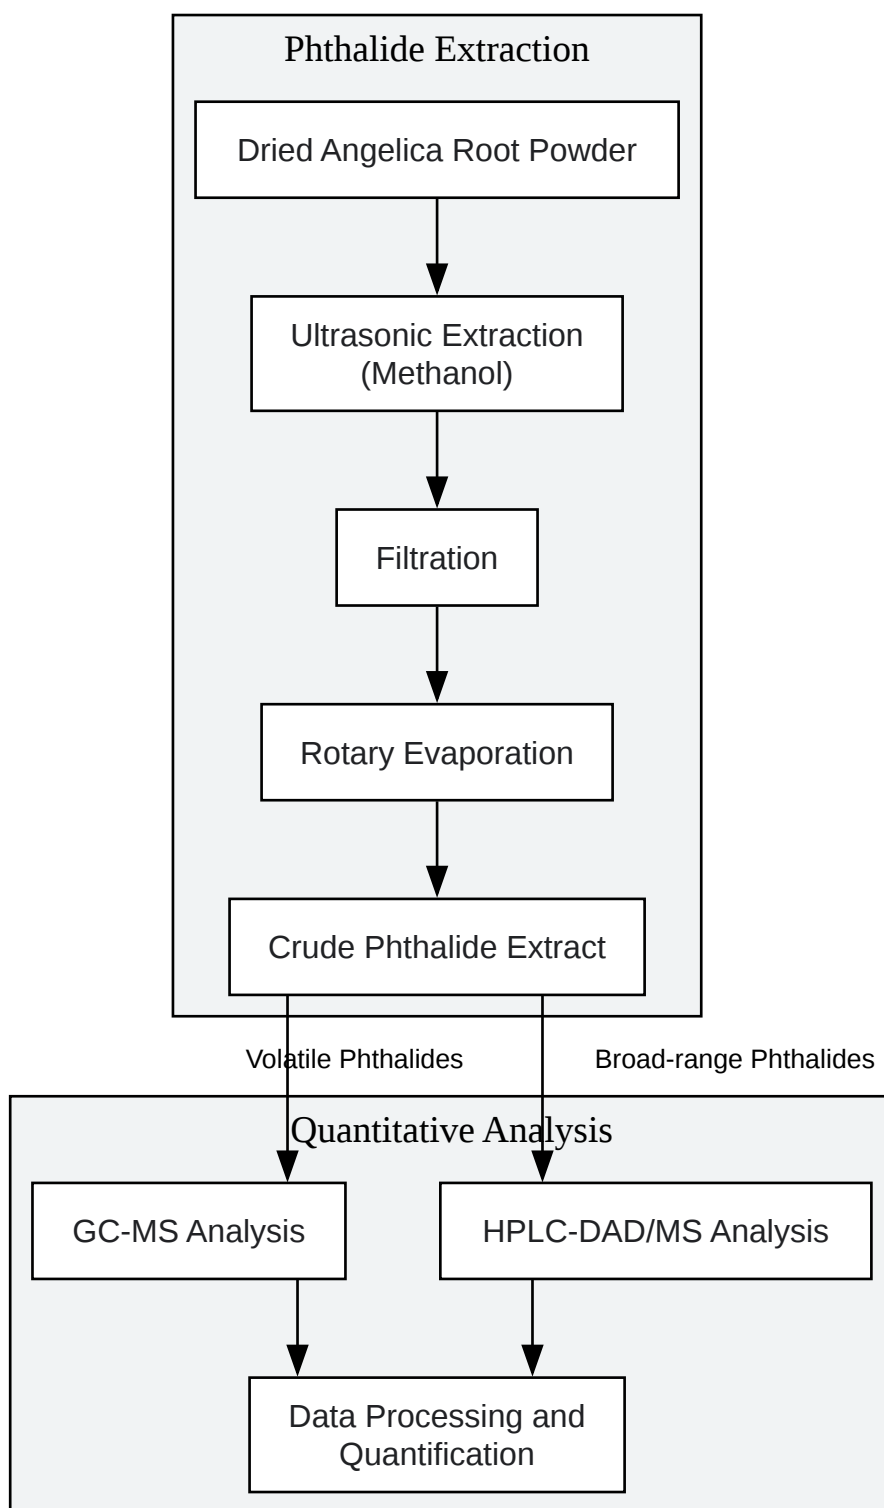 Phthalide Extraction
Dried Angelica Root Powder
Ultrasonic Extraction
(Methanol)
Filtration
Rotary Evaporation
Crude Phthalide Extract
Volatile Phthalides
Broad-range Phthalides
Quantitative Analysis
GC-MS Analysis
HPLC-DAD/MS Analysis
Data Processing and
Quantification